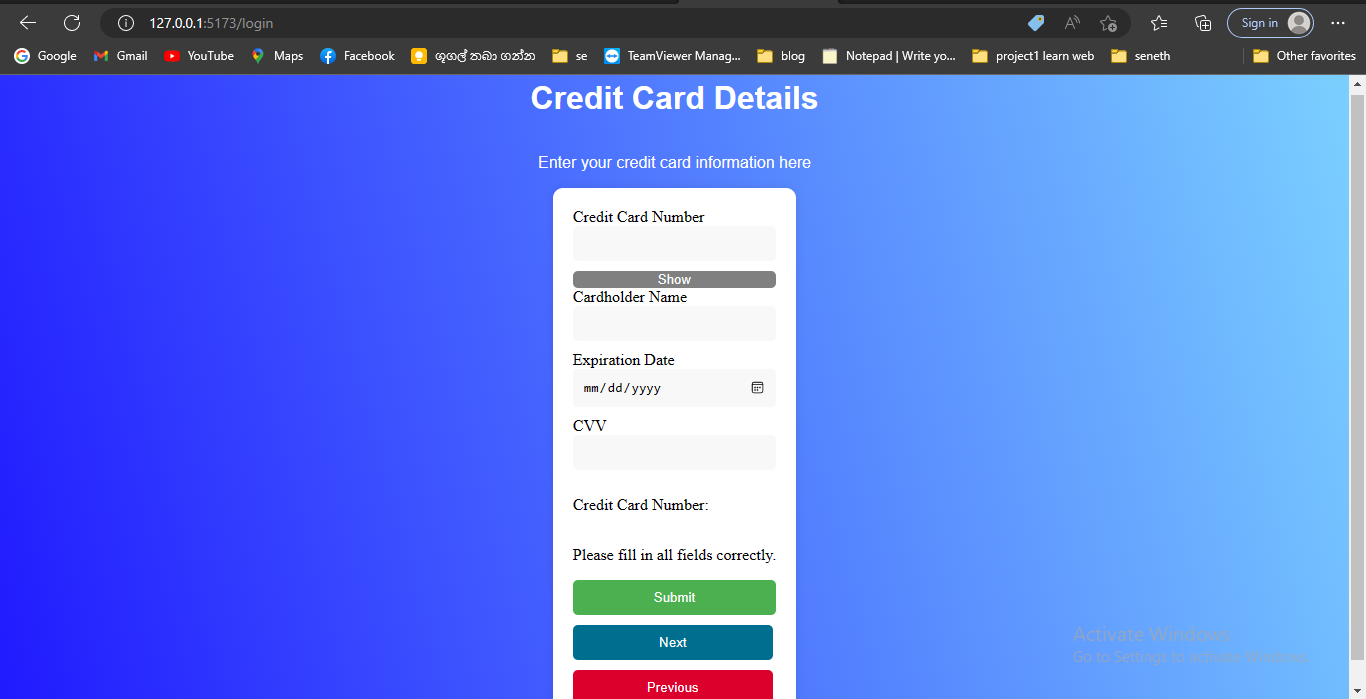 127.0.0.1:5173/login
Sign in
Google Gmail YouTube Maps Facebook ගූගල් තබා ගන්න se TeamViewer Manag... blog Notepad | Write yo... project1 learn web seneth Other favorites
Credit Card Details
Enter your credit card information here
Credit Card Number
Show
Cardholder Name
Expiration Date
mm/dd/yyyy
CVV
Credit Card Number:
Please fill in all fields correctly.
Submit
Next
Previous
Activate Windows
Go to Settings to activate Windows.